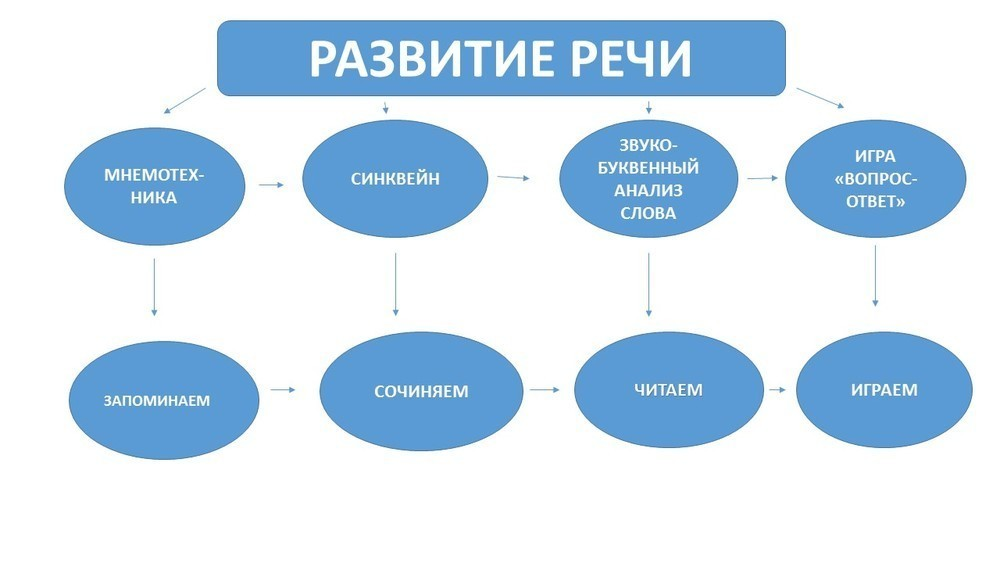 РАЗВИТИЕ РЕЧИ
МНЕМОТЕХ-
НИКА
СИНКВЕЙН
ЗВУКО-
БУКВЕННЫЙ
АНАЛИЗ
СЛОВА
ИГРА
«ВОПРОС-
ОТВЕТ»
ЗАПОМИНАЕМ
СОЧИНЯЕМ
ЧИТАЕМ
ИГРАЕМ